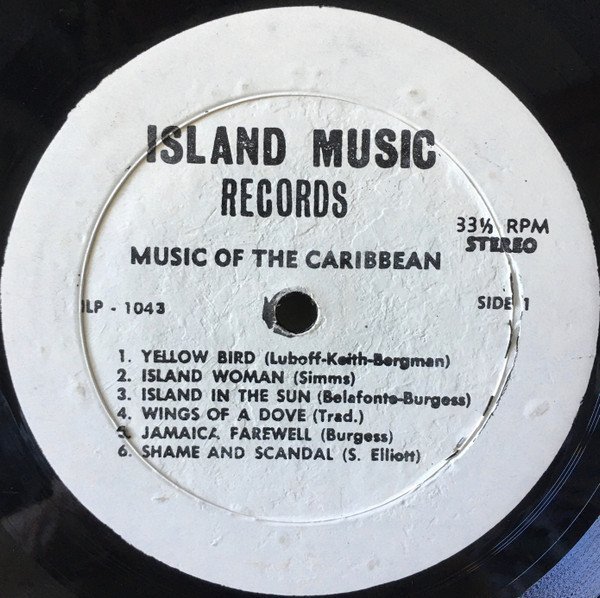 ISLAND MUSIC
RECORDS
33⅓ RPM
STEREO
MUSIC OF THE CARIBBEAN
ILP - 1043
SIDE 1
1. YELLOW BIRD (Luboff-Keith-Bergman)
2. ISLAND WOMAN (Simms)
3. ISLAND IN THE SUN (Belafonte-Burgess)
4. WINGS OF A DOVE (Trad.)
5. JAMAICA FAREWELL (Burgess)
6. SHAME AND SCANDAL (S. Elliott)